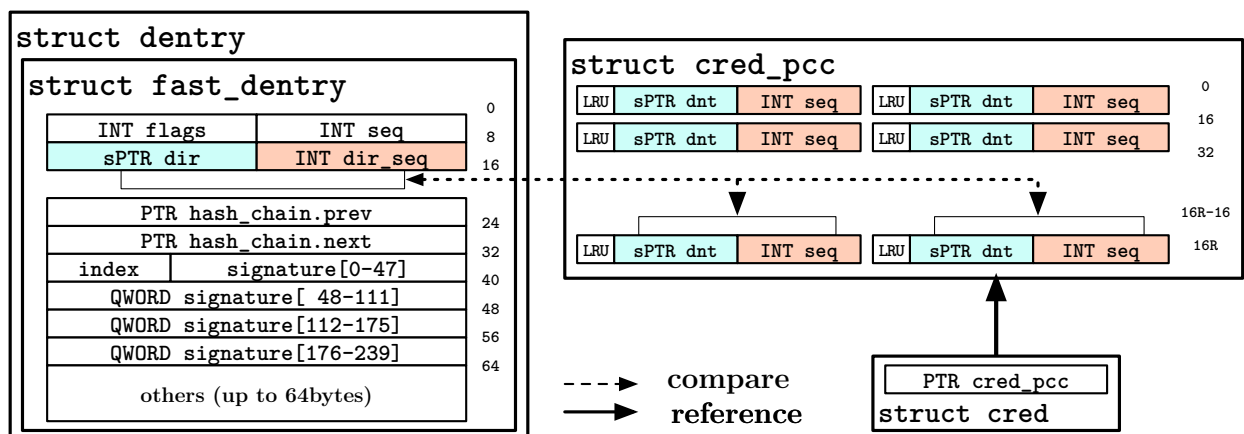 struct dentry
struct fast_dentry
0
INT flags INT seq
8
sPTR dir INT dir_seq
16
PTR hash_chain.prev
24
PTR hash_chain.next
32
index signature[0-47]
40
QWORD signature[ 48-111]
48
QWORD signature[112-175]
56
QWORD signature[176-239]
64
others (up to 64bytes)
struct cred_pcc
LRU sPTR dnt INT seq LRU sPTR dnt INT seq
0
16
LRU sPTR dnt INT seq LRU sPTR dnt INT seq
32
16R-16
LRU sPTR dnt INT seq LRU sPTR dnt INT seq
16R
compare
reference
PTR cred_pcc
struct cred